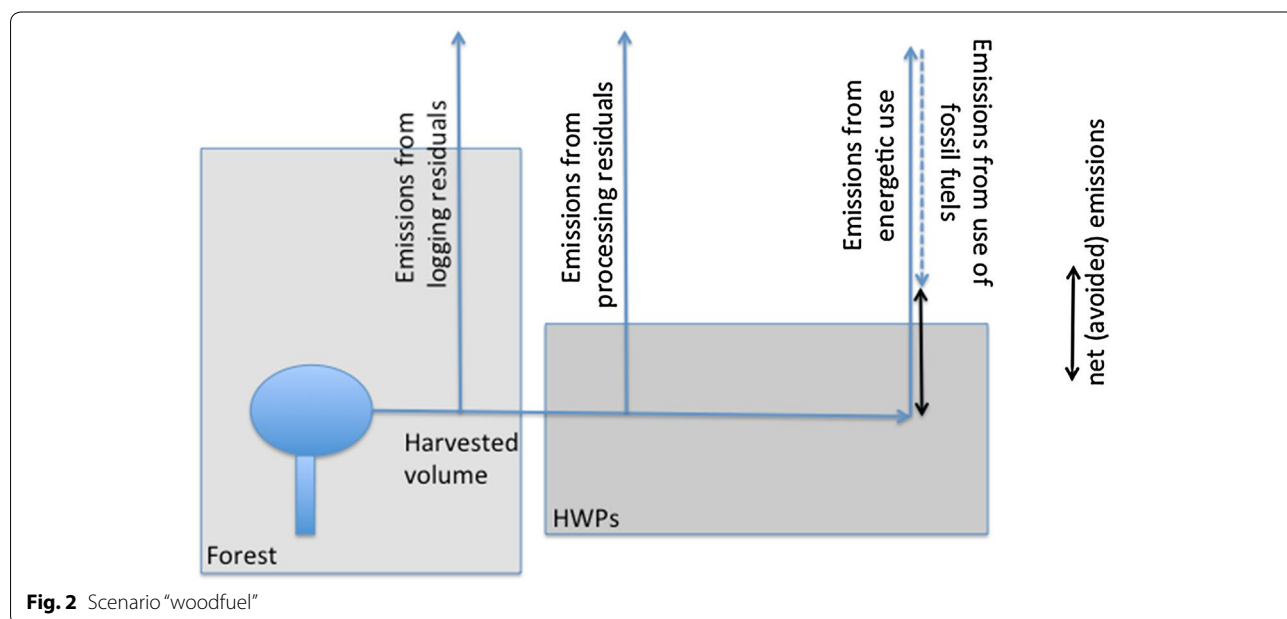 Emissions from
logging residuals
Emissions from
processing residuals
Emissions from
energetic use
Emissions from use of
fossil fuels
net (avoided) emissions
Harvested
volume
HWPs
Forest
Fig. 2 Scenario “woodfuel”